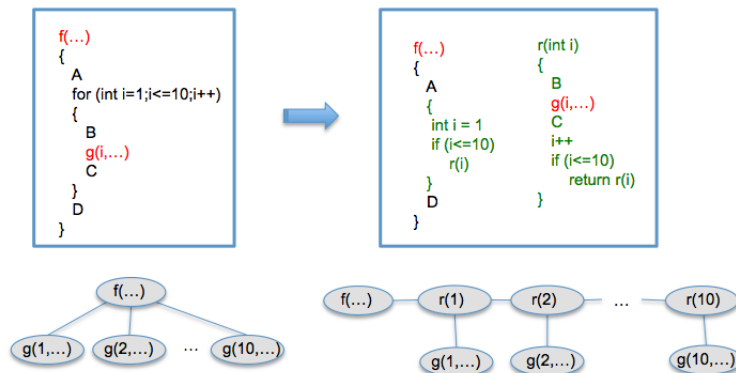 f(…)
{
A
for (int i=1;i<=10;i++)
{
B
g(i,…)
C
}
D
}
f(…)
{
A
{
int i = 1
if (i<=10)
r(i)
}
D
}
r(int i)
{
B
g(i,…)
C
i++
if (i<=10)
return r(i)
}
f(…)
g(1,…) g(2,…) … g(10,…)
f(…) r(1) r(2) … r(10)
g(1,…) g(2,…) g(10,…)